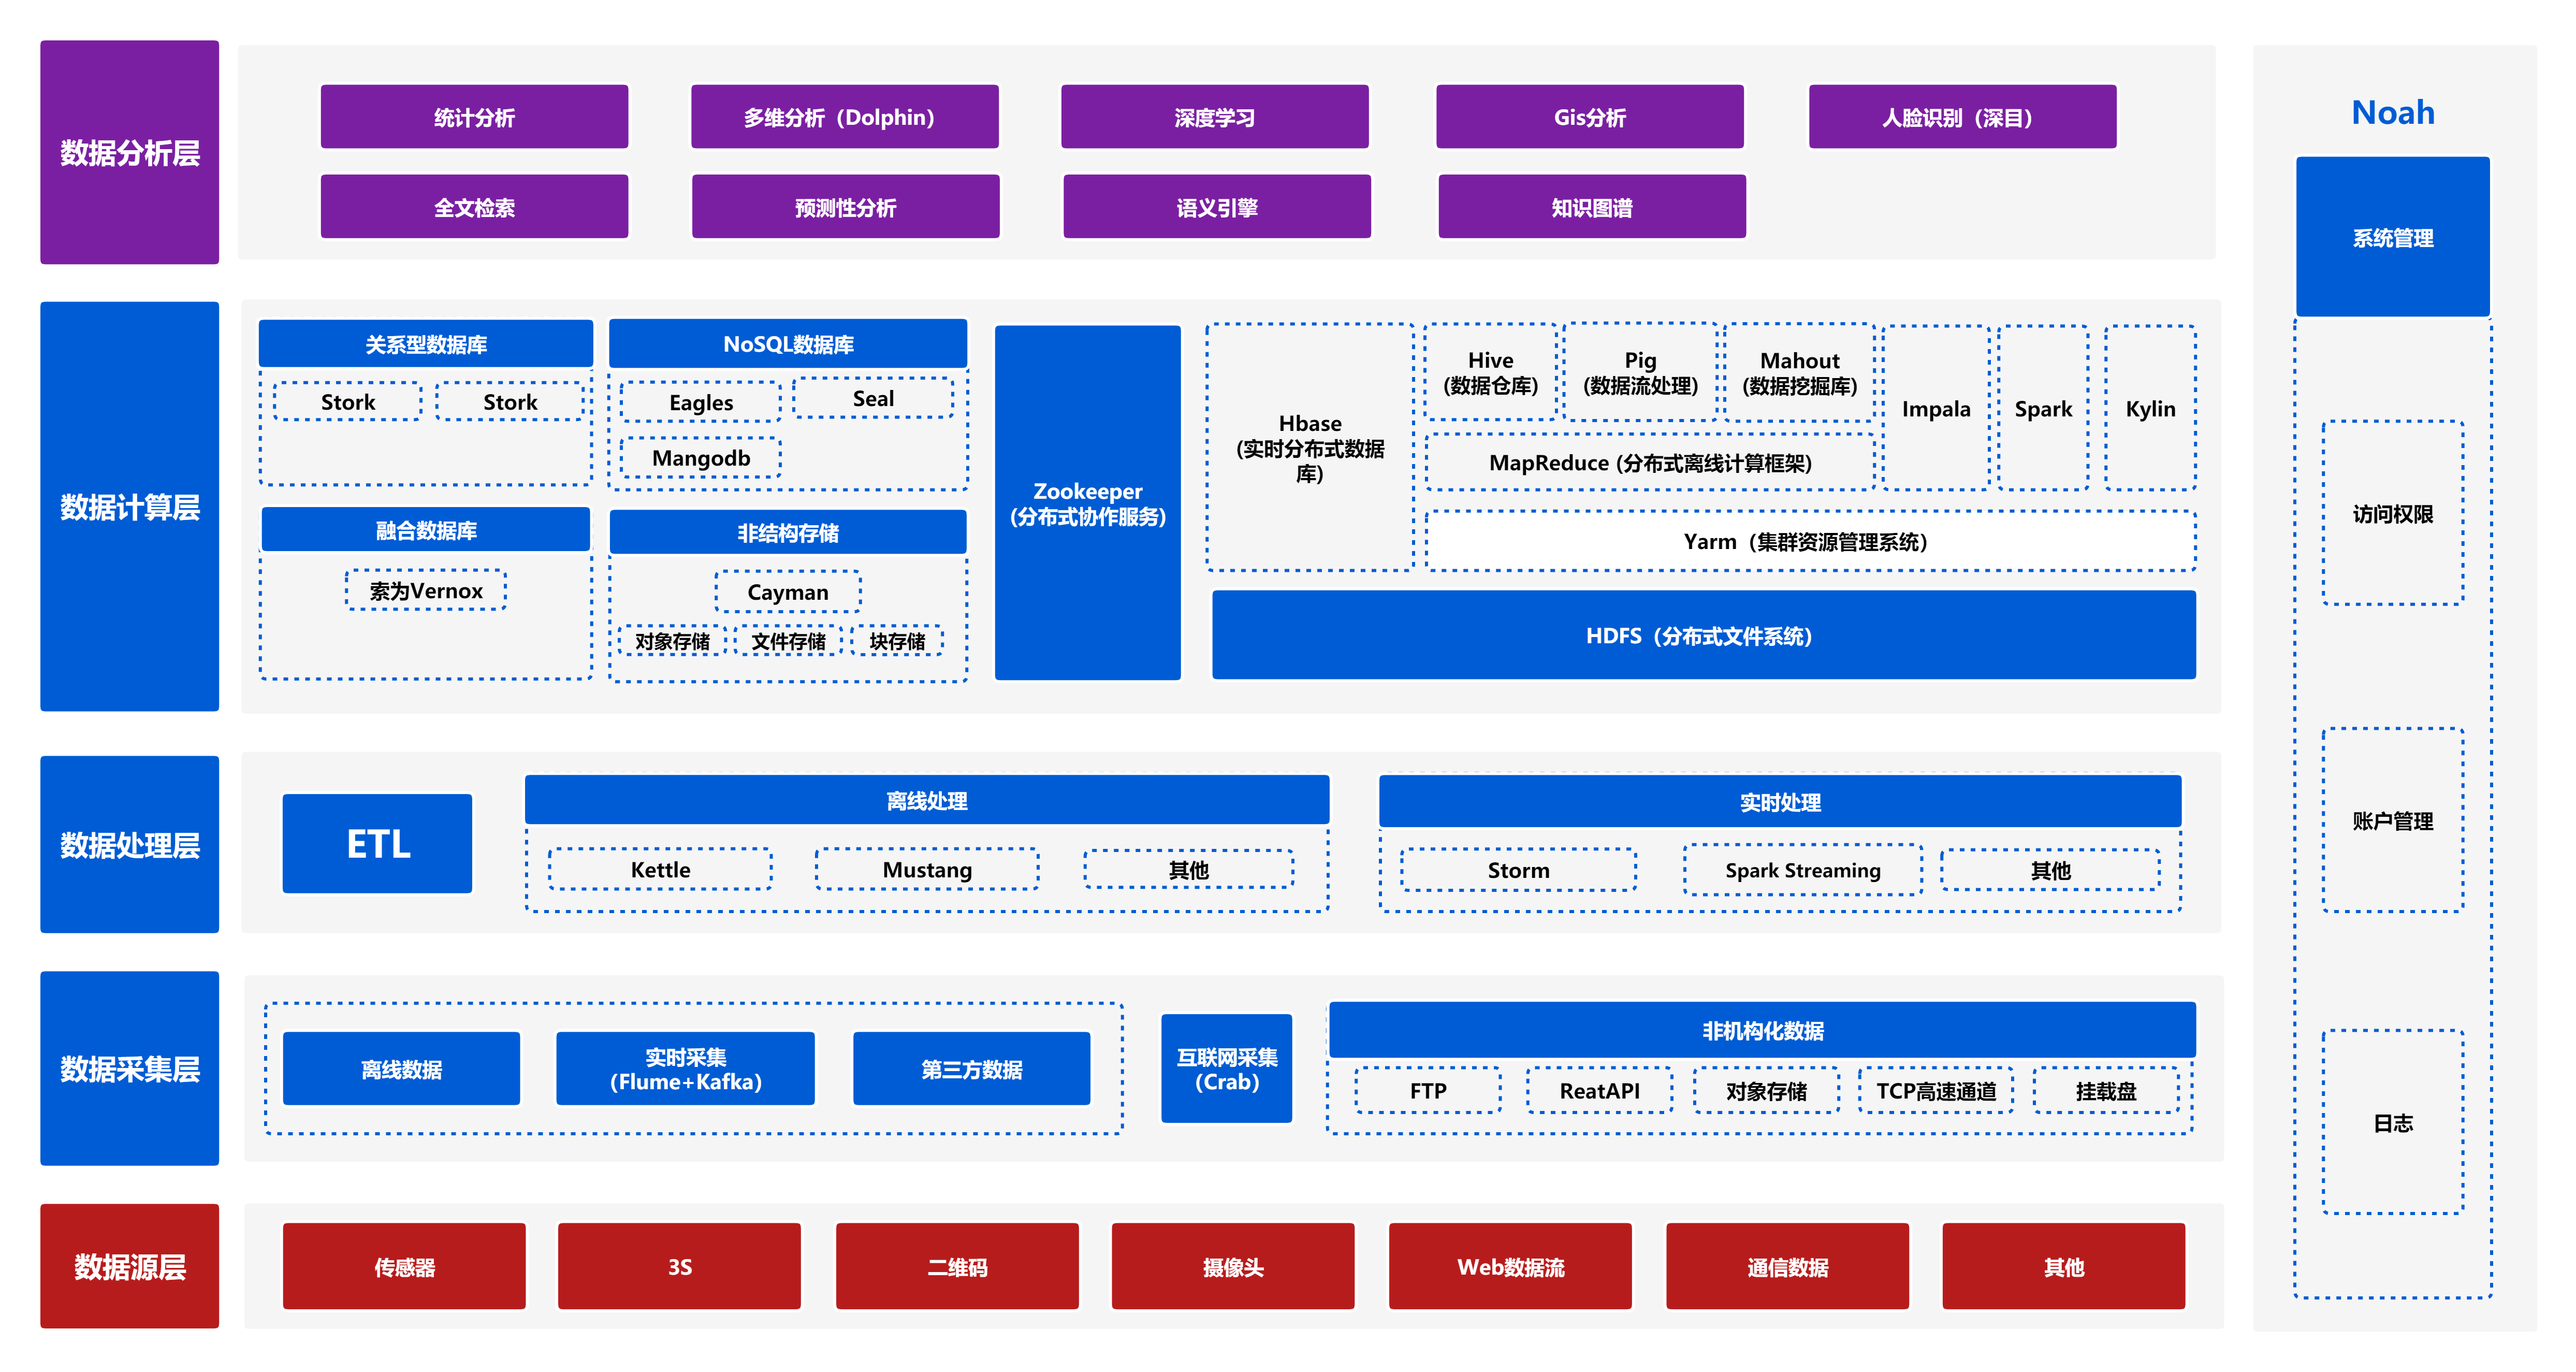 数据分析层
统计分析
多维分析（Dolphin）
深度学习
Gis分析
人脸识别（深目）
全文检索
预测性分析
语义引擎
知识图谱
数据计算层
关系型数据库
Stork
Stork
NoSQL数据库
Eagles
Seal
Mangodb
融合数据库
索为Vernox
非结构存储
Cayman
对象存储
文件存储
块存储
Zookeeper
(分布式协作服务)
Hbase
(实时分布式数据
库)
Hive
(数据仓库)
Pig
(数据流处理)
Mahout
(数据挖掘库)
Impala
Spark
Kylin
MapReduce (分布式离线计算框架)
Yarm（集群资源管理系统）
HDFS（分布式文件系统）
数据处理层
ETL
离线处理
Kettle
Mustang
其他
实时处理
Storm
Spark Streaming
其他
数据采集层
离线数据
实时采集
（Flume+Kafka）
第三方数据
互联网采集
（Crab）
非机构化数据
FTP
ReatAPI
对象存储
TCP高速通道
挂载盘
数据源层
传感器
3S
二维码
摄像头
Web数据流
通信数据
其他
Noah
系统管理
访问权限
账户管理
日志